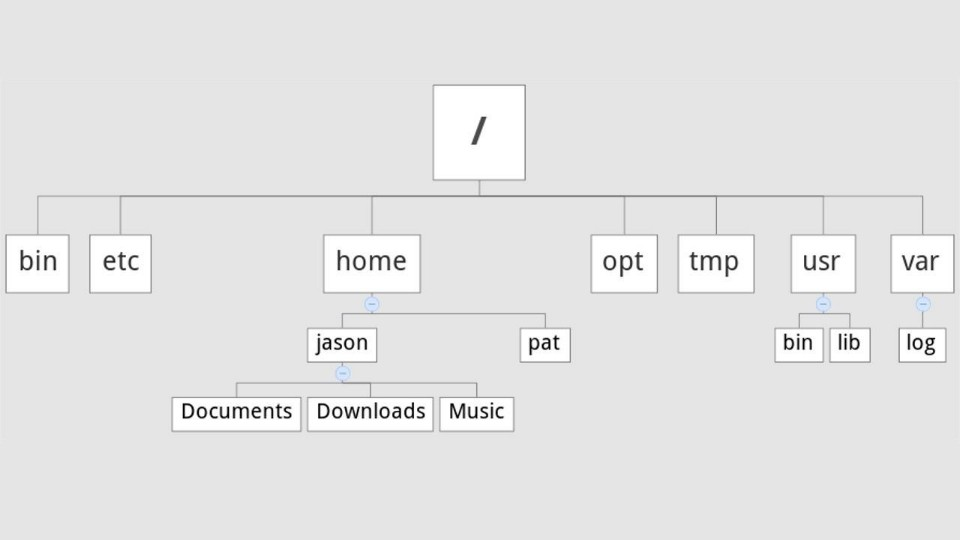 /
bin
etc
home
opt
tmp
usr
var
jason
pat
bin
lib
log
Documents
Downloads
Music